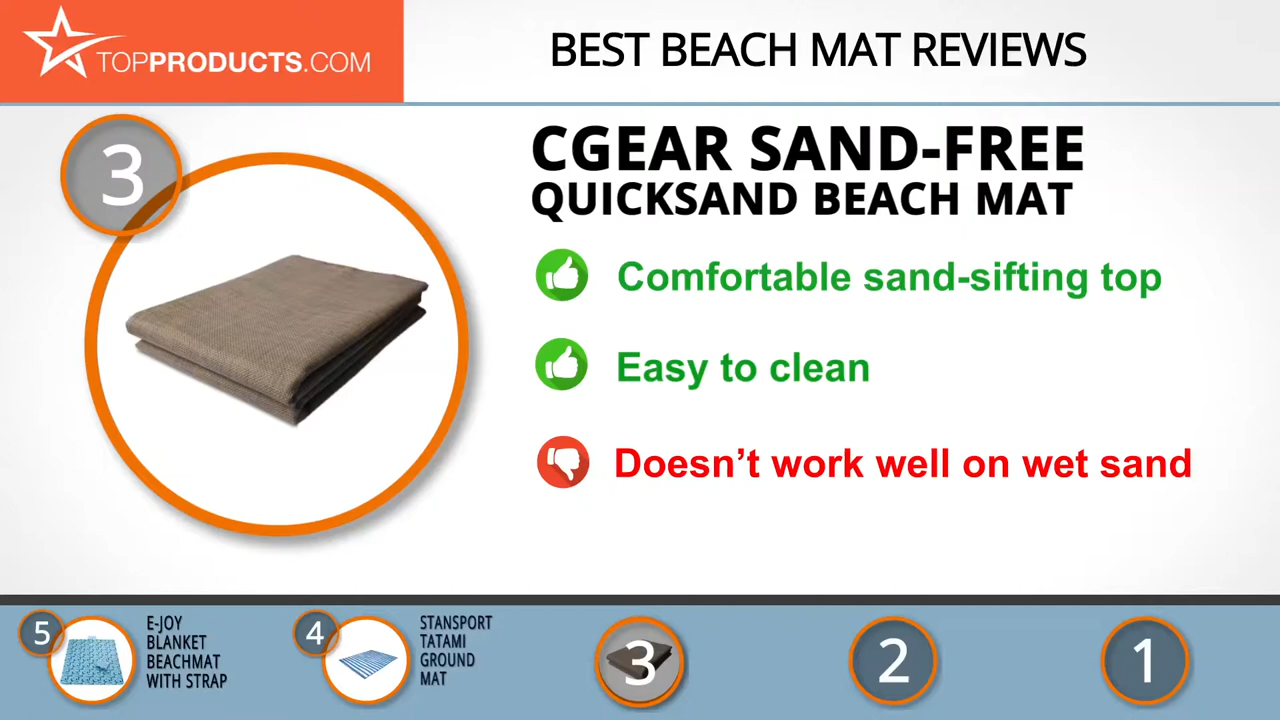 TOPPRODUCTS.COM
BEST BEACH MAT REVIEWS
3
CGEAR SAND-FREE
QUICKSAND BEACH MAT
Comfortable sand-sifting top
Easy to clean
Doesn’t work well on wet sand
5
E-JOY
BLANKET
BEACHMAT
WITH STRAP
4
STANSPORT
TATAMI
GROUND
MAT
3
2
1